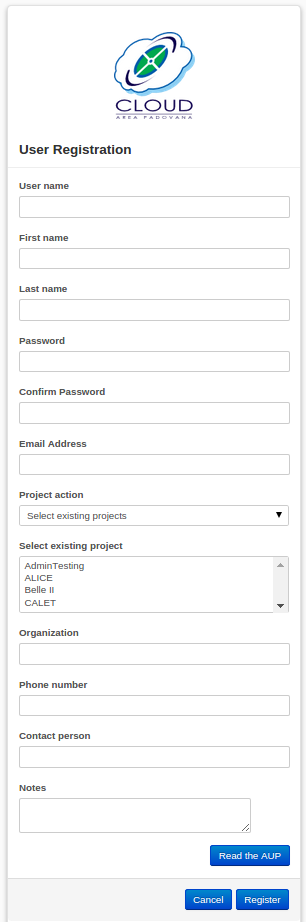 CLOUD
AREA PADOVANA
User Registration
User name
First name
Last name
Password
Confirm Password
Email Address
Project action
Select existing projects
Select existing project
AdminTesting
ALICE
Belle II
CALET
Organization
Phone number
Contact person
Notes
Read the AUP
Cancel
Register